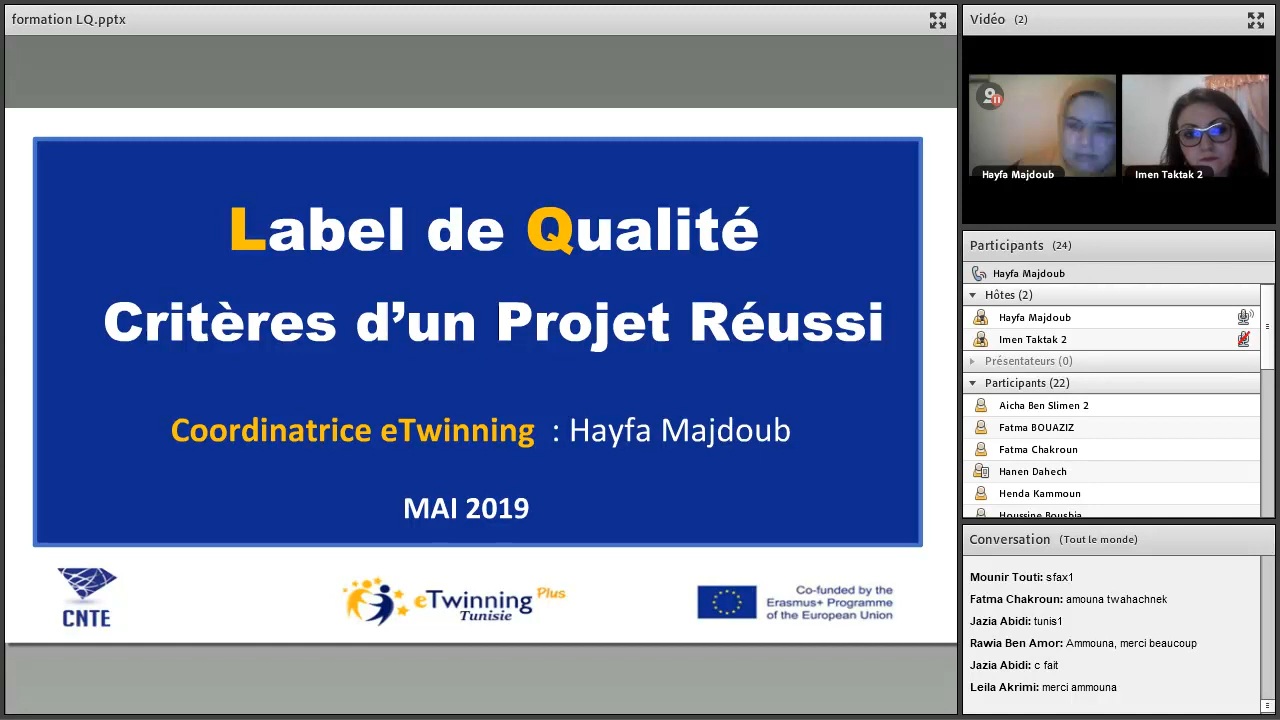 formation LQ.pptx
Label de Qualité
Critères d'un Projet Réussi
Coordinatrice eTwinning : Hayfa Majdoub
MAI 2019
CNTE
eTwinning Plus
Tunisie
Co-funded by the
Erasmus+ Programme
of the European Union
Vidéo (2)
Hayfa Majdoub
Imen Taktak 2
Participants (24)
Hayfa Majdoub
Hôtes (2)
Hayfa Majdoub
Imen Taktak 2
Présentateurs (0)
Participants (22)
Aicha Ben Slimen 2
Fatma BOUAZIZ
Fatma Chakroun
Hanen Dahech
Henda Kammoun
Houssine Bousbia
Conversation (Tout le monde)
Mounir Touti: sfax1
Fatma Chakroun: amouna twahachnek
Jazia Abidi: tunis1
Rawia Ben Amor: Ammouna, merci beaucoup
Jazia Abidi: c fait
Leila Akrimi: merci ammouna